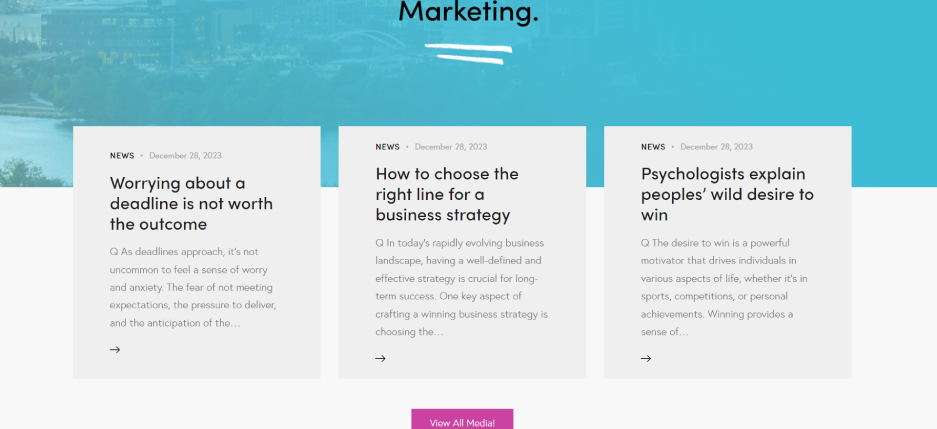 Marketing.
NEWS • December 28, 2023
Worrying about a
deadline is not worth
the outcome
Q As deadlines approach, it's not
uncommon to feel a sense of worry
and anxiety. The fear of not meeting
expectations, the pressure to deliver,
and the anticipation of the…
NEWS • December 28, 2023
How to choose the
right line for a
business strategy
Q In today's rapidly evolving business
landscape, having a well-defined and
effective strategy is crucial for long-
term success. One key aspect of
crafting a winning business strategy is
choosing the…
NEWS • December 28, 2023
Psychologists explain
peoples' wild desire to
win
Q The desire to win is a powerful
motivator that drives individuals in
various aspects of life, whether it's in
sports, competitions, or personal
achievements. Winning provides a
sense of…
View All Media!